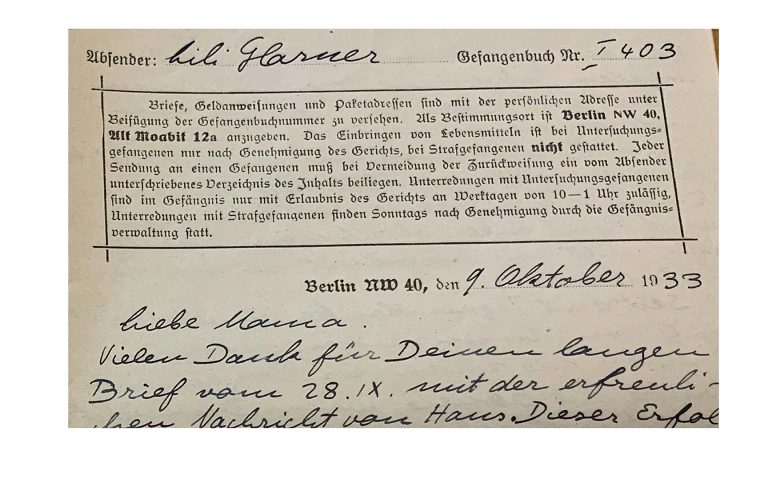 Absender: Lili Glarner Gefangenbuch Nr. I 403
Briefe, Geldanweisungen und Paketadressen sind mit der persönlichen Adresse unter
Beifügung der Gefangenbuchnummer zu versehen. Als Bestimmungsort ist Berlin NW 40,
Alt Moabit 12a anzugeben. Das Einbringen von Lebensmitteln ist bei Untersuchungs-
gefangenen nur nach Genehmigung des Gerichts, bei Strafgefangenen nicht gestattet. Jeder
Sendung an einen Gefangenen muß bei Vermeidung der Zurückweisung ein vom Absender
unterschriebenes Verzeichnis des Inhalts beiliegen. Unterredungen mit Untersuchungsgefangenen
sind im Gefängnis nur mit Erlaubnis des Gerichts an Werktagen von 10—1 Uhr zulässig,
Unterredungen mit Strafgefangenen finden Sonntags nach Genehmigung durch die Gefängnis-
verwaltung statt.
Berlin NW 40, den 9. Oktober 1933
Liebe Mama.
Vielen Dank für Deinen langen
Brief vom 28.IX. mit der erfreuli-
chen Nachricht von Hans. Dieser Erfol